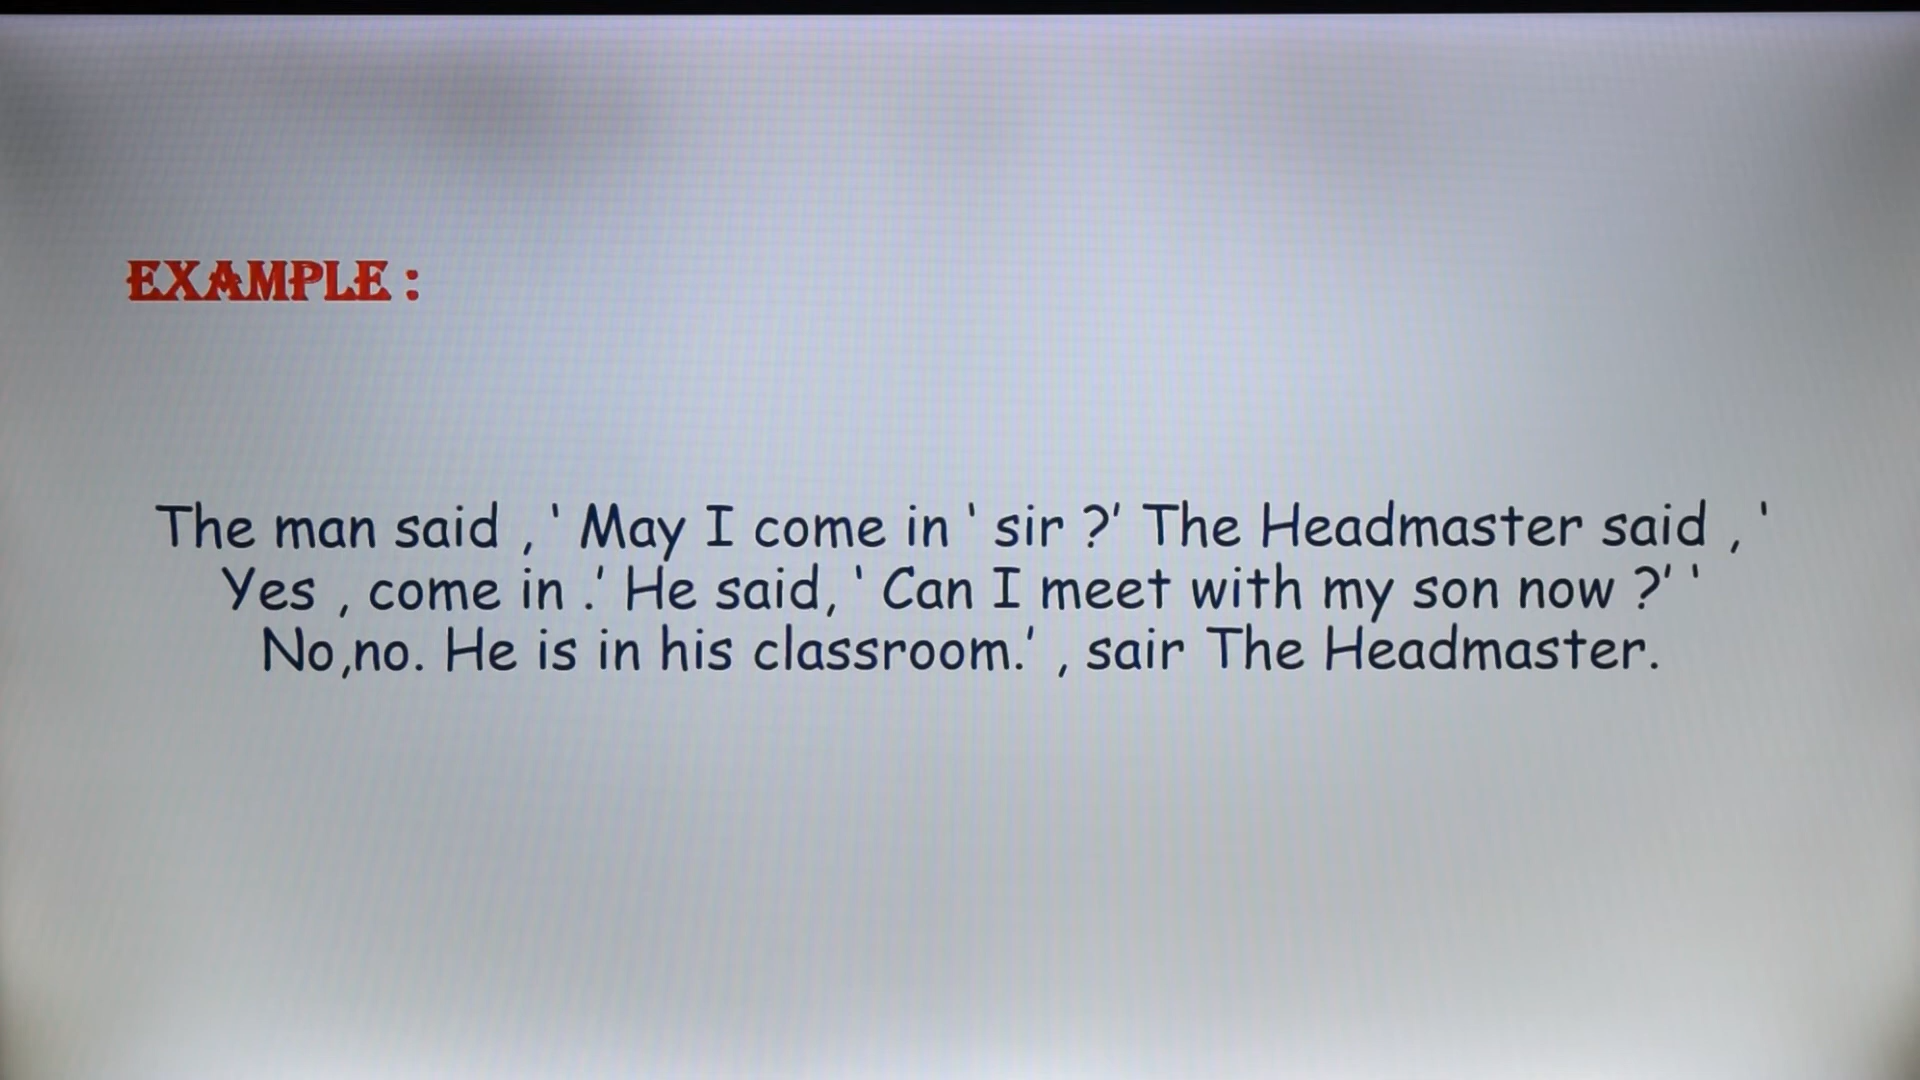 EXAMPLE :
The man said , ' May I come in ' sir ?' The Headmaster said , '
Yes , come in .' He said, ' Can I meet with my son now ?' '
No,no. He is in his classroom.' , sair The Headmaster.